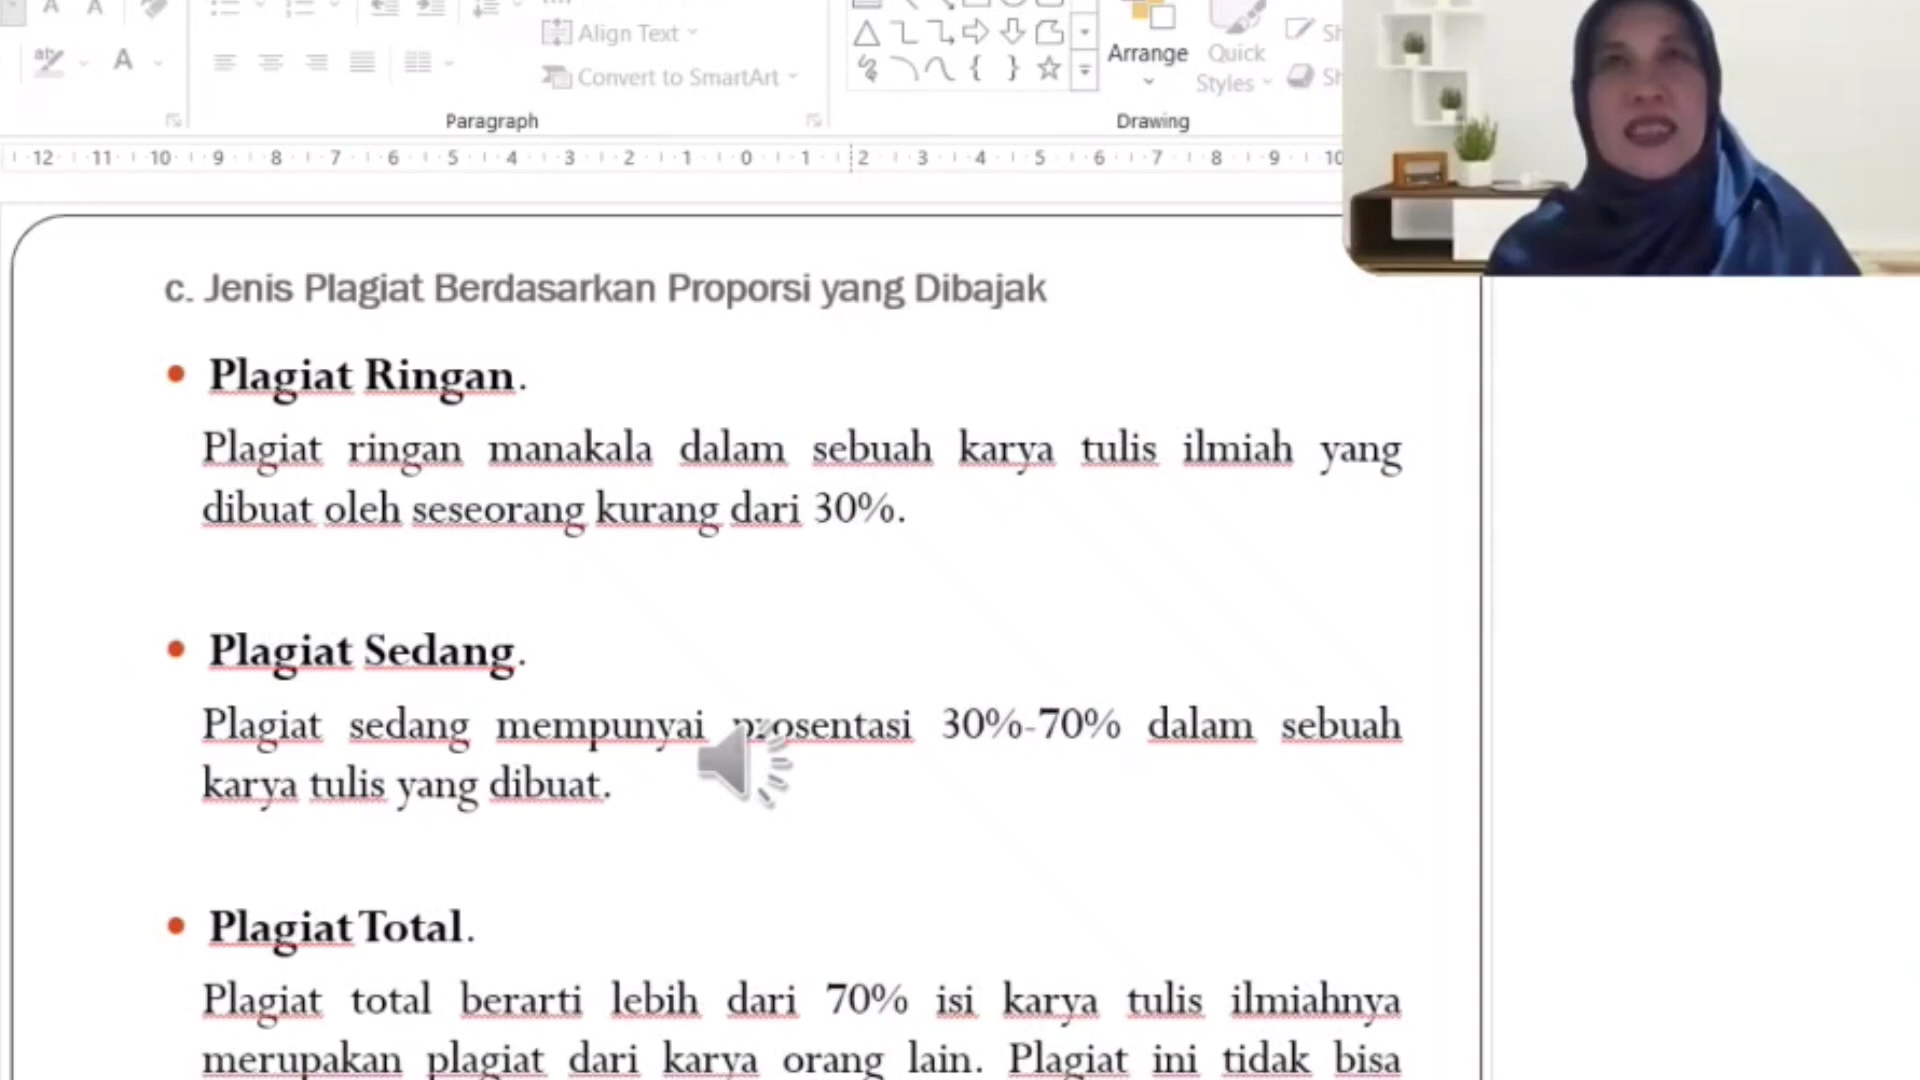 Align Text
Convert to SmartArt
Arrange
Quick
Styles
Paragraph
Drawing
12 11 10 9 8 7 6 5 4 3 2 1 0 1 2 3 4 5 6 7 8 9 10
c. Jenis Plagiat Berdasarkan Proporsi yang Dibajak
Plagiat Ringan.
Plagiat ringan manakala dalam sebuah karya tulis ilmiah yang
dibuat oleh seseorang kurang dari 30%.
Plagiat Sedang.
Plagiat sedang mempunyai prosentasi 30%-70% dalam sebuah
karya tulis yang dibuat.
Plagiat Total.
Plagiat total berarti lebih dari 70% isi karya tulis ilmiahnya
merupakan plagiat dari karya orang lain. Plagiat ini tidak bisa